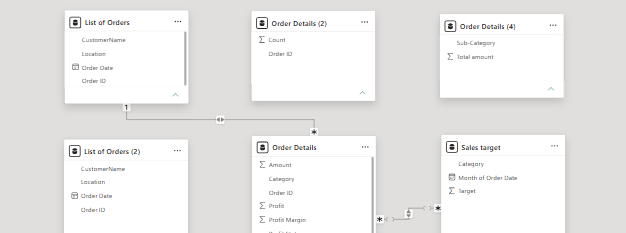 List of Orders
CustomerName
Location
Order Date
Order ID
Order Details (2)
Count
Order ID
Order Details (4)
Sub-Category
Total amount
1
*
List of Orders (2)
CustomerName
Location
Order Date
Order ID
Order Details
Amount
Category
Order ID
Profit
Profit Margin
*
*
Sales target
Category
Month of Order Date
Target